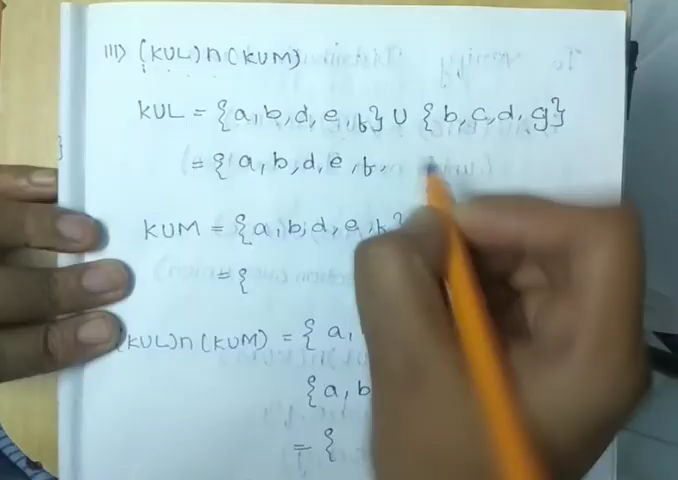 III) (KUL)∩(KUM)
KUL = {a,b,d,e,f} ∪ {b,c,d,g}
= {a,b,d,e,f,
KUM = {a,b,d,e,f}
= {
(KUL)∩(KUM) = {a,
{a,b
= {